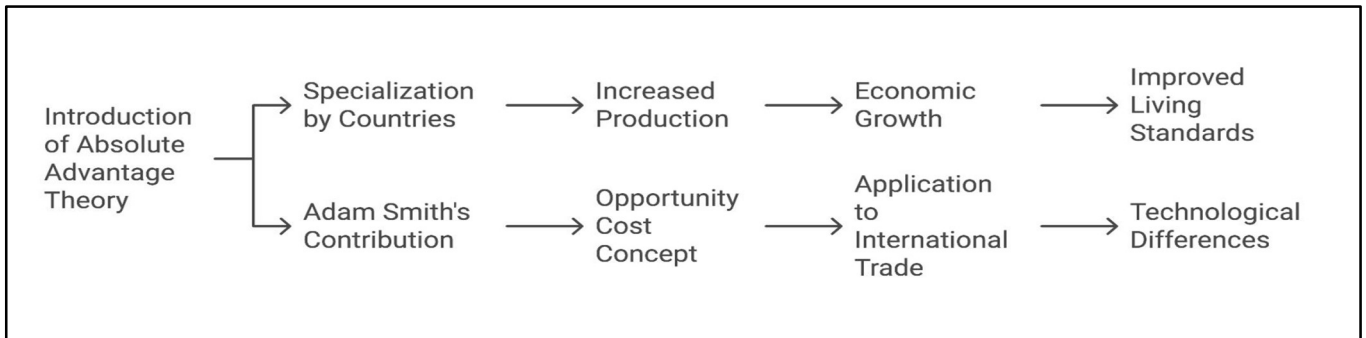 Introduction
of Absolute
Advantage
Theory
Specialization
by Countries
Increased
Production
Economic
Growth
Improved
Living
Standards
Adam Smith's
Contribution
Opportunity
Cost
Concept
Application
to
International
Trade
Technological
Differences